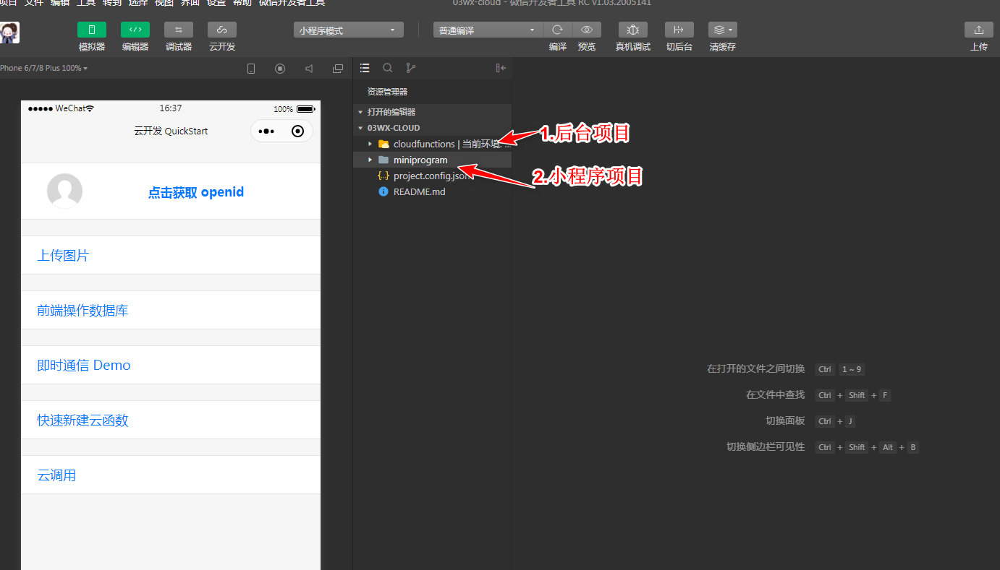 项目 文件 编辑 工具 转到 选择 视图 界面 设置 帮助 微信开发者工具
03wx-cloud - 微信开发者工具 RC v1.03.2005141
小程序模式
普通编译
模拟器 编辑器 调试器 云开发
编译 预览 真机调试 切后台 清缓存
上传
Phone 6/7/8 Plus 100%
WeChat
16:37
100%
云开发 QuickStart
点击获取 openid
上传图片
前端操作数据库
即时通信 Demo
快速新建云函数
云调用
资源管理器
打开的编辑器
03WX-CLOUD
cloudfunctions | 当前环境: ...
miniprogram
project.config.json
README.md
1.后台项目
2.小程序项目
在打开的文件之间切换 Ctrl 1 ~ 9
在文件中查找 Ctrl + Shift + F
切换面板 Ctrl + J
切换侧边栏可见性 Ctrl + Shift + Alt + B